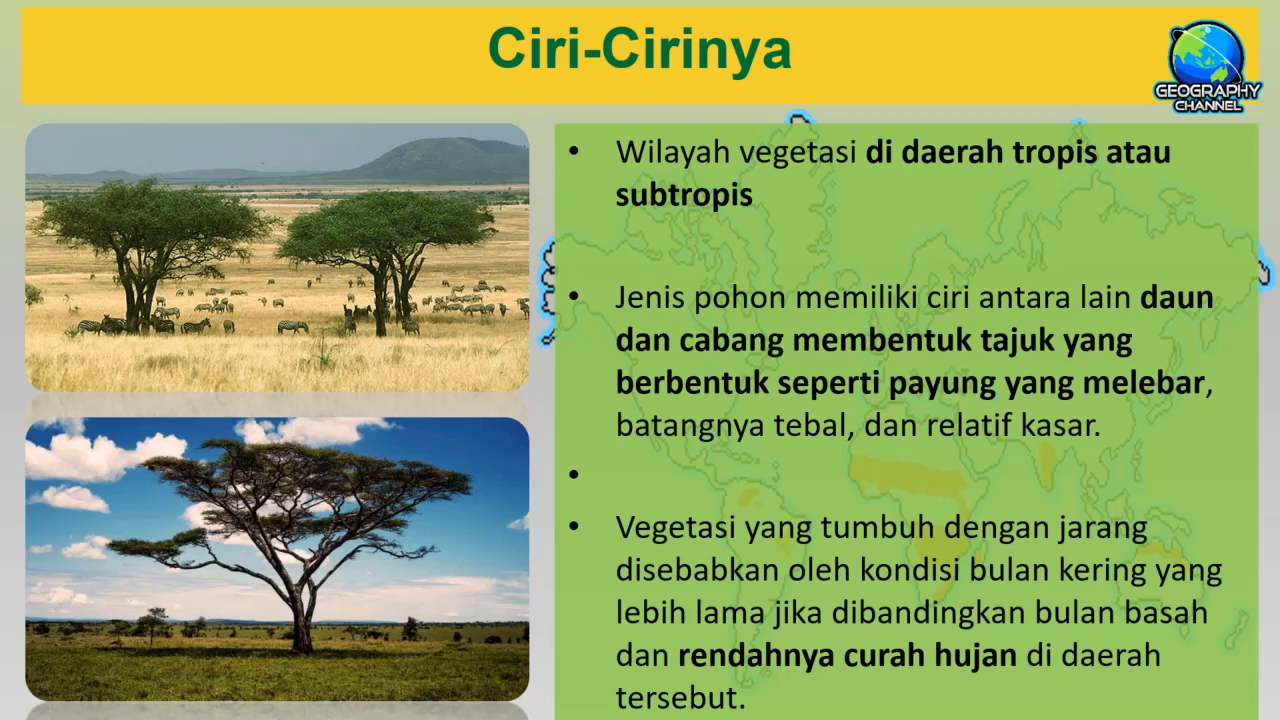 Ciri-Cirinya
GEOGRAPHY
CHANNEL
• Wilayah vegetasi di daerah tropis atau
subtropis
• Jenis pohon memiliki ciri antara lain daun
dan cabang membentuk tajuk yang
berbentuk seperti payung yang melebar,
batangnya tebal, dan relatif kasar.
•
• Vegetasi yang tumbuh dengan jarang
disebabkan oleh kondisi bulan kering yang
lebih lama jika dibandingkan bulan basah
dan rendahnya curah hujan di daerah
tersebut.